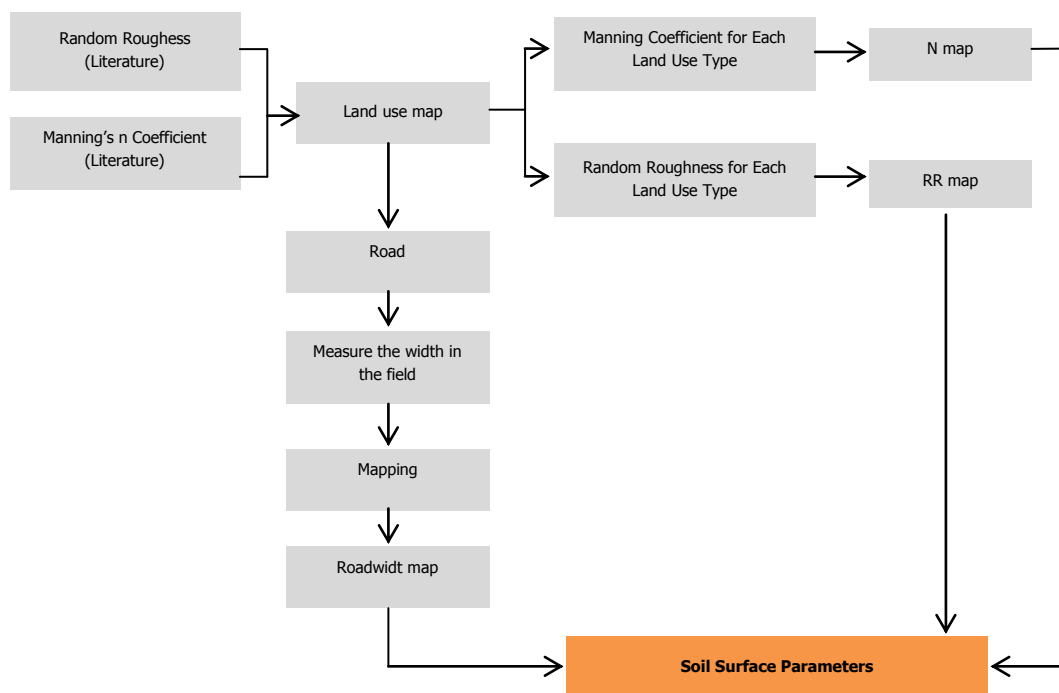 Random Roughess
(Literature)
Manning's n Coefficient
(Literature)
Land use map
Manning Coefficient for Each
Land Use Type
N map
Random Roughness for Each
Land Use Type
RR map
Road
Measure the width in
the field
Mapping
Roadwidt map
Soil Surface Parameters